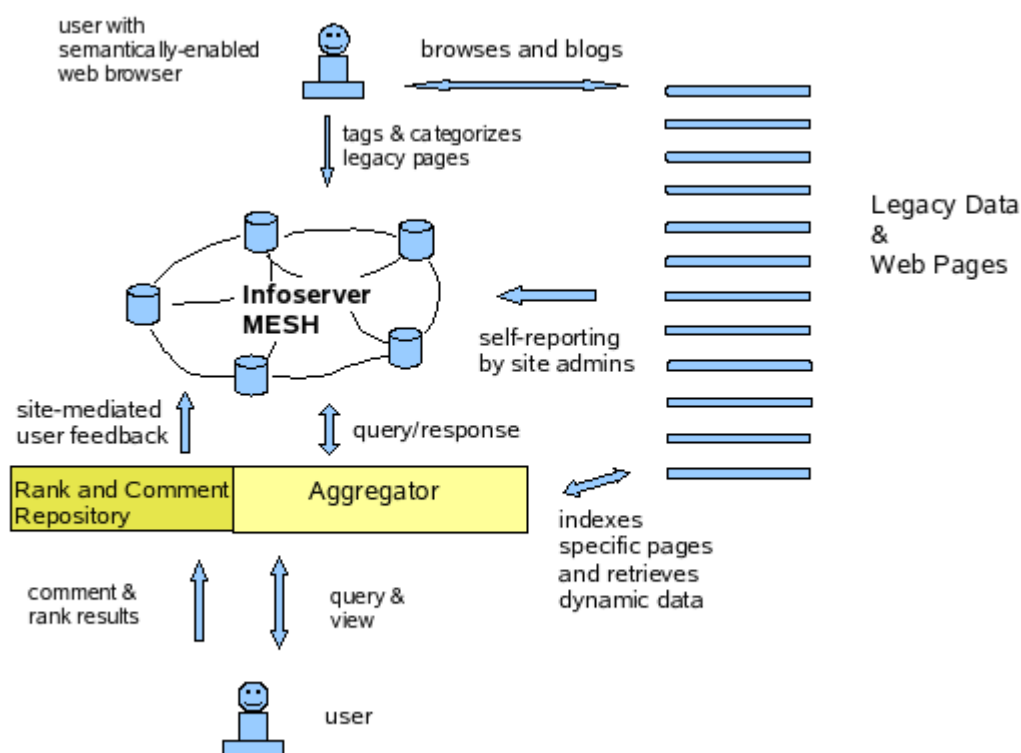 user with
semantically-enabled
web browser
browses and blogs
tags & categorizes
legacy pages
Legacy Data
&
Web Pages
Infoserver
MESH
self-reporting
by site admins
site-mediated
user feedback
query/response
Rank and Comment
Repository
Aggregator
indexes
specific pages
and retrieves
dynamic data
comment &
rank results
query &
view
user